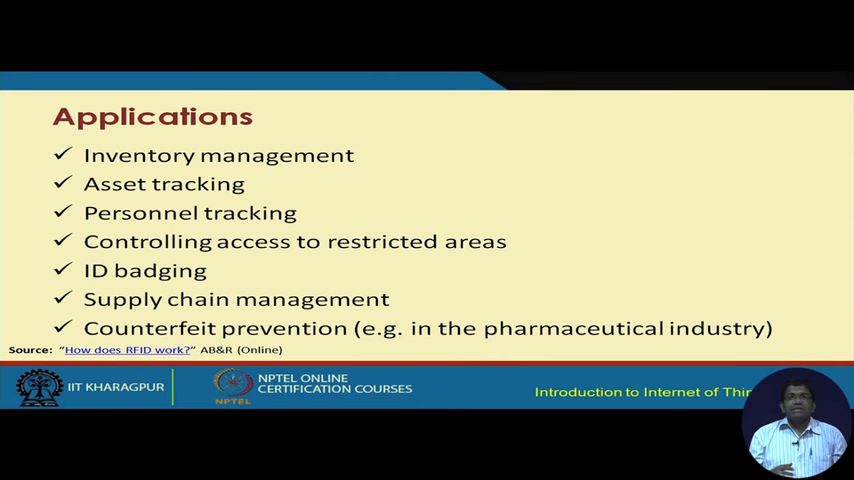 Applications
✓ Inventory management
✓ Asset tracking
✓ Personnel tracking
✓ Controlling access to restricted areas
✓ ID badging
✓ Supply chain management
✓ Counterfeit prevention (e.g. in the pharmaceutical industry)
Source: "How does RFID work?" AB&R (Online)
IIT KHARAGPUR
NPTEL
NPTEL ONLINE
CERTIFICATION COURSES
Introduction to Internet of Thin